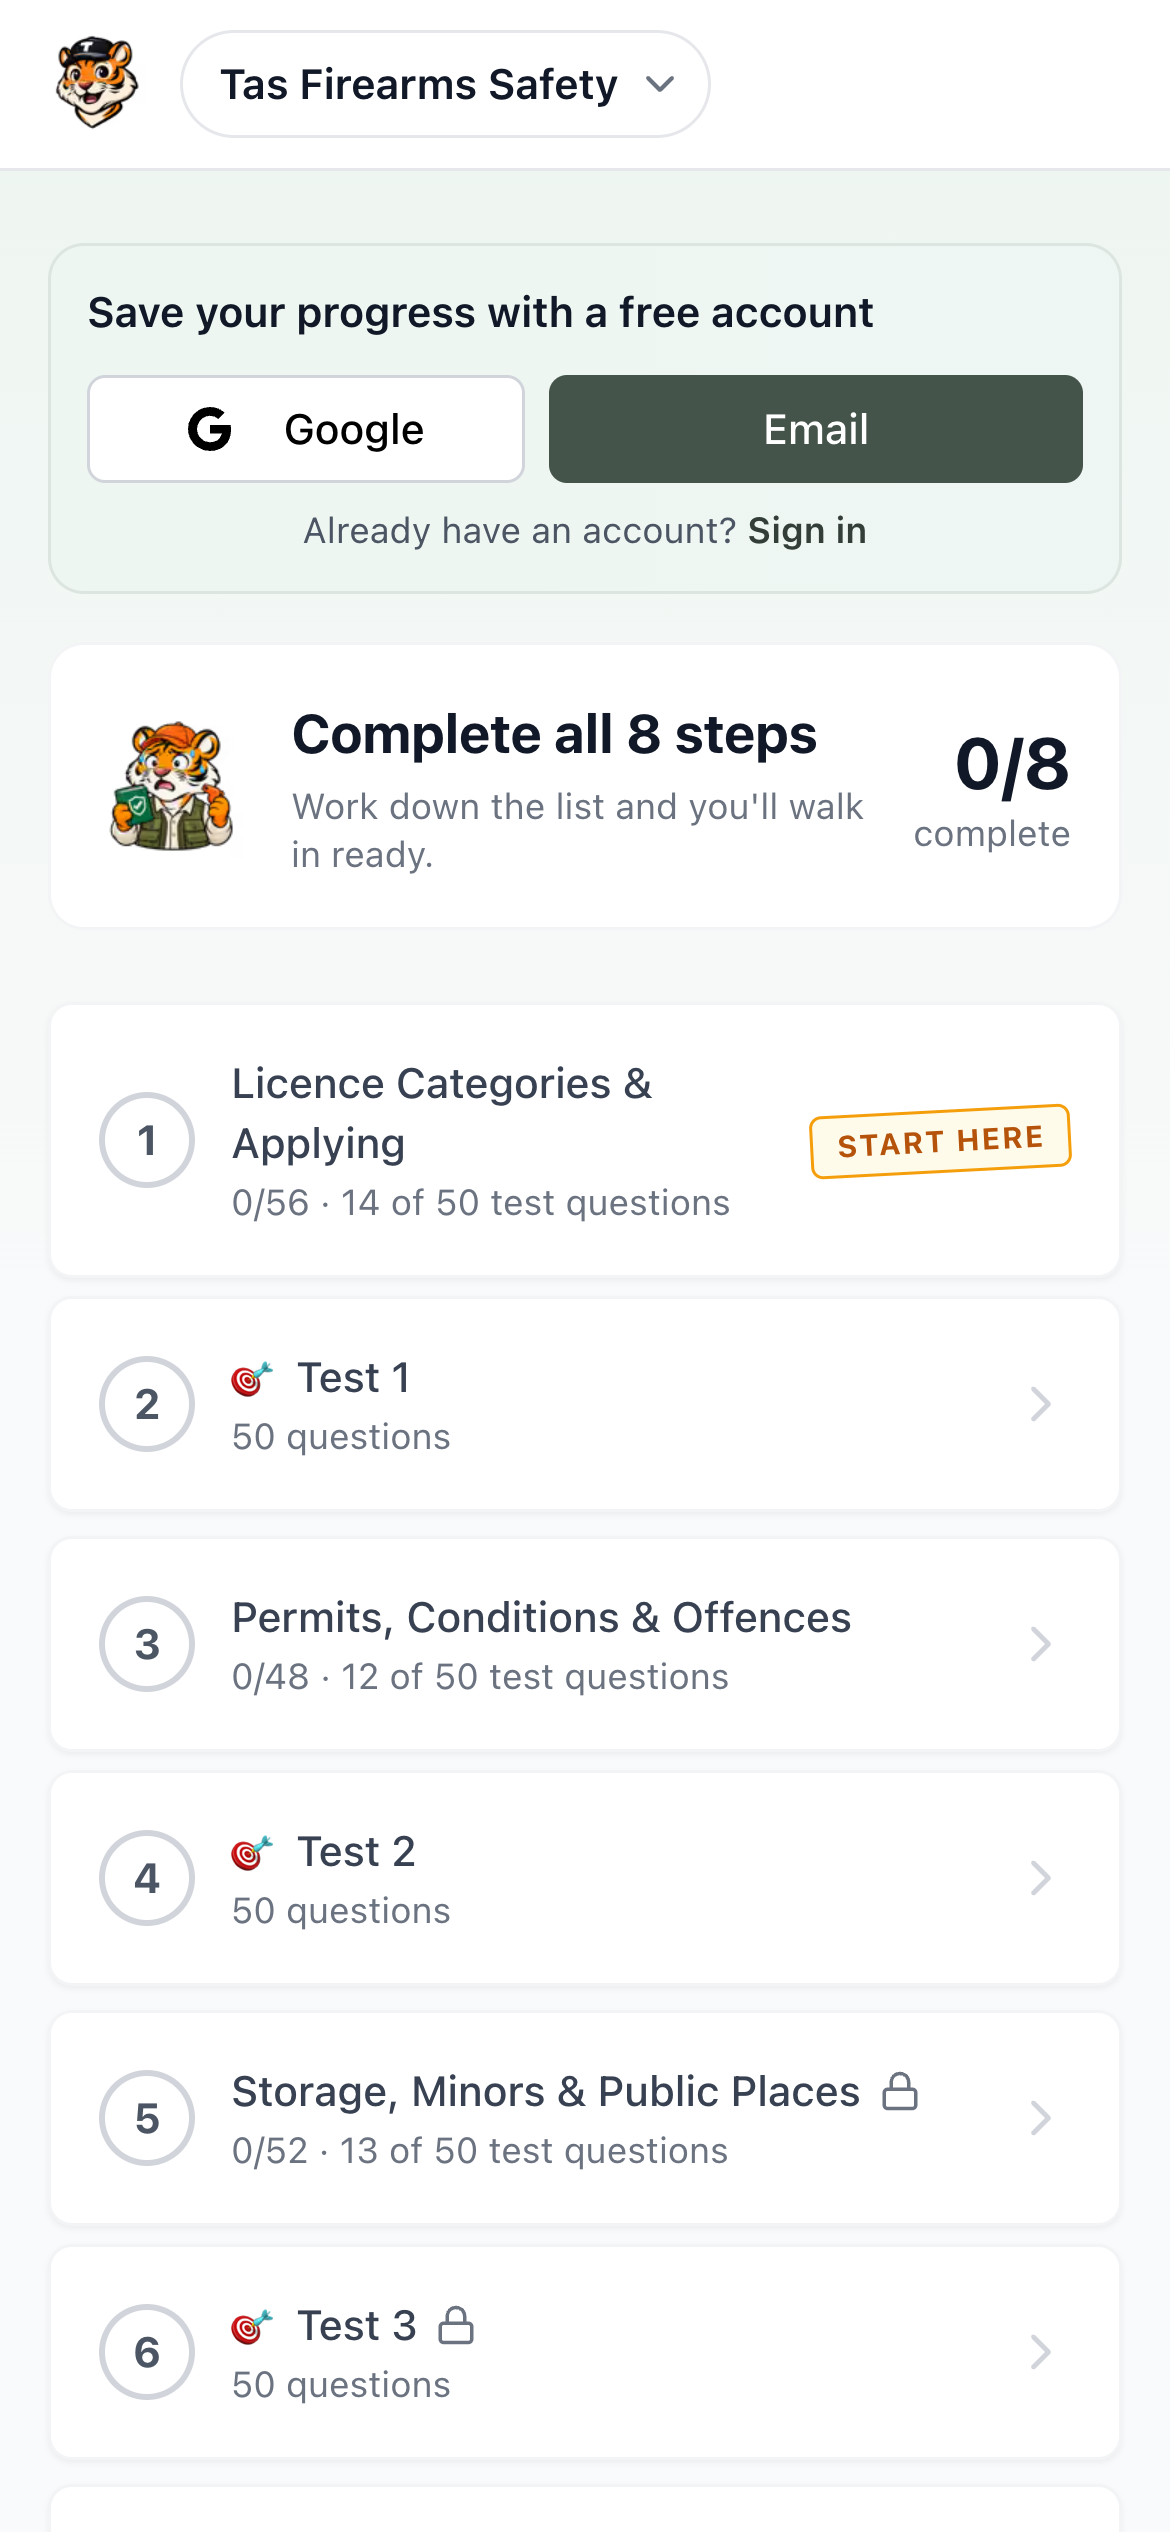 Tas Firearms Safety
Save your progress with a free account
Google
Email
Already have an account? Sign in
Complete all 8 steps
Work down the list and you'll walk
in ready.
0/8
complete
1
Licence Categories &
Applying
0/56 · 14 of 50 test questions
START HERE
2
Test 1
50 questions
3
Permits, Conditions & Offences
0/48 · 12 of 50 test questions
4
Test 2
50 questions
5
Storage, Minors & Public Places
0/52 · 13 of 50 test questions
6
Test 3
50 questions